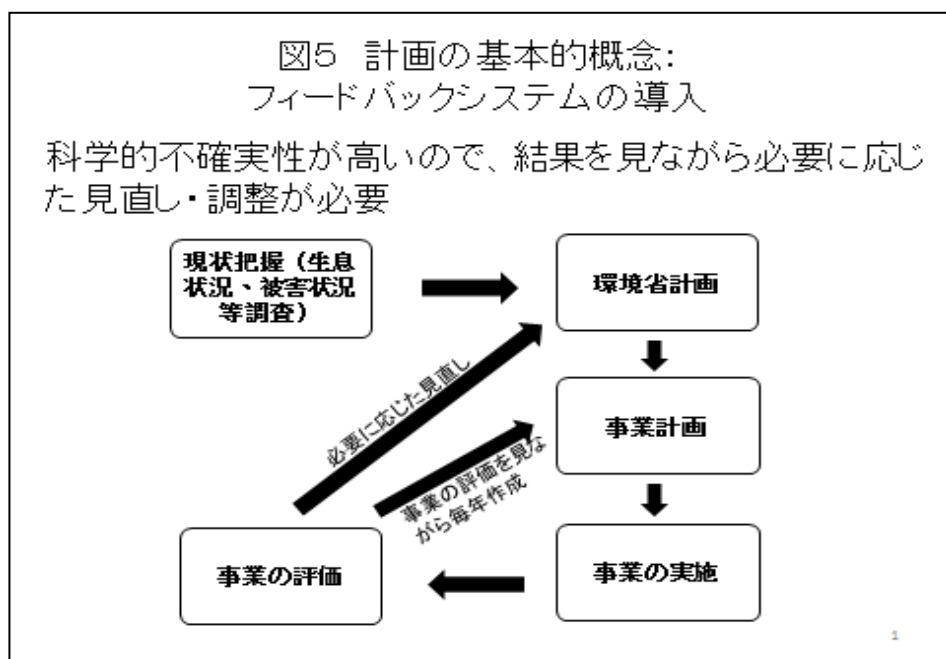 図5 計画の基本的概念:
フィードバックシステムの導入
科学的不確実性が高いので、結果を見ながら必要に応じ
た見直し・調整が必要
現状把握(生息
状況、被害状況
等調査)
環境省計画
必要に応じた見直し
事業計画
事業の評価を見な
がら毎年作成
事業の評価
事業の実施
1